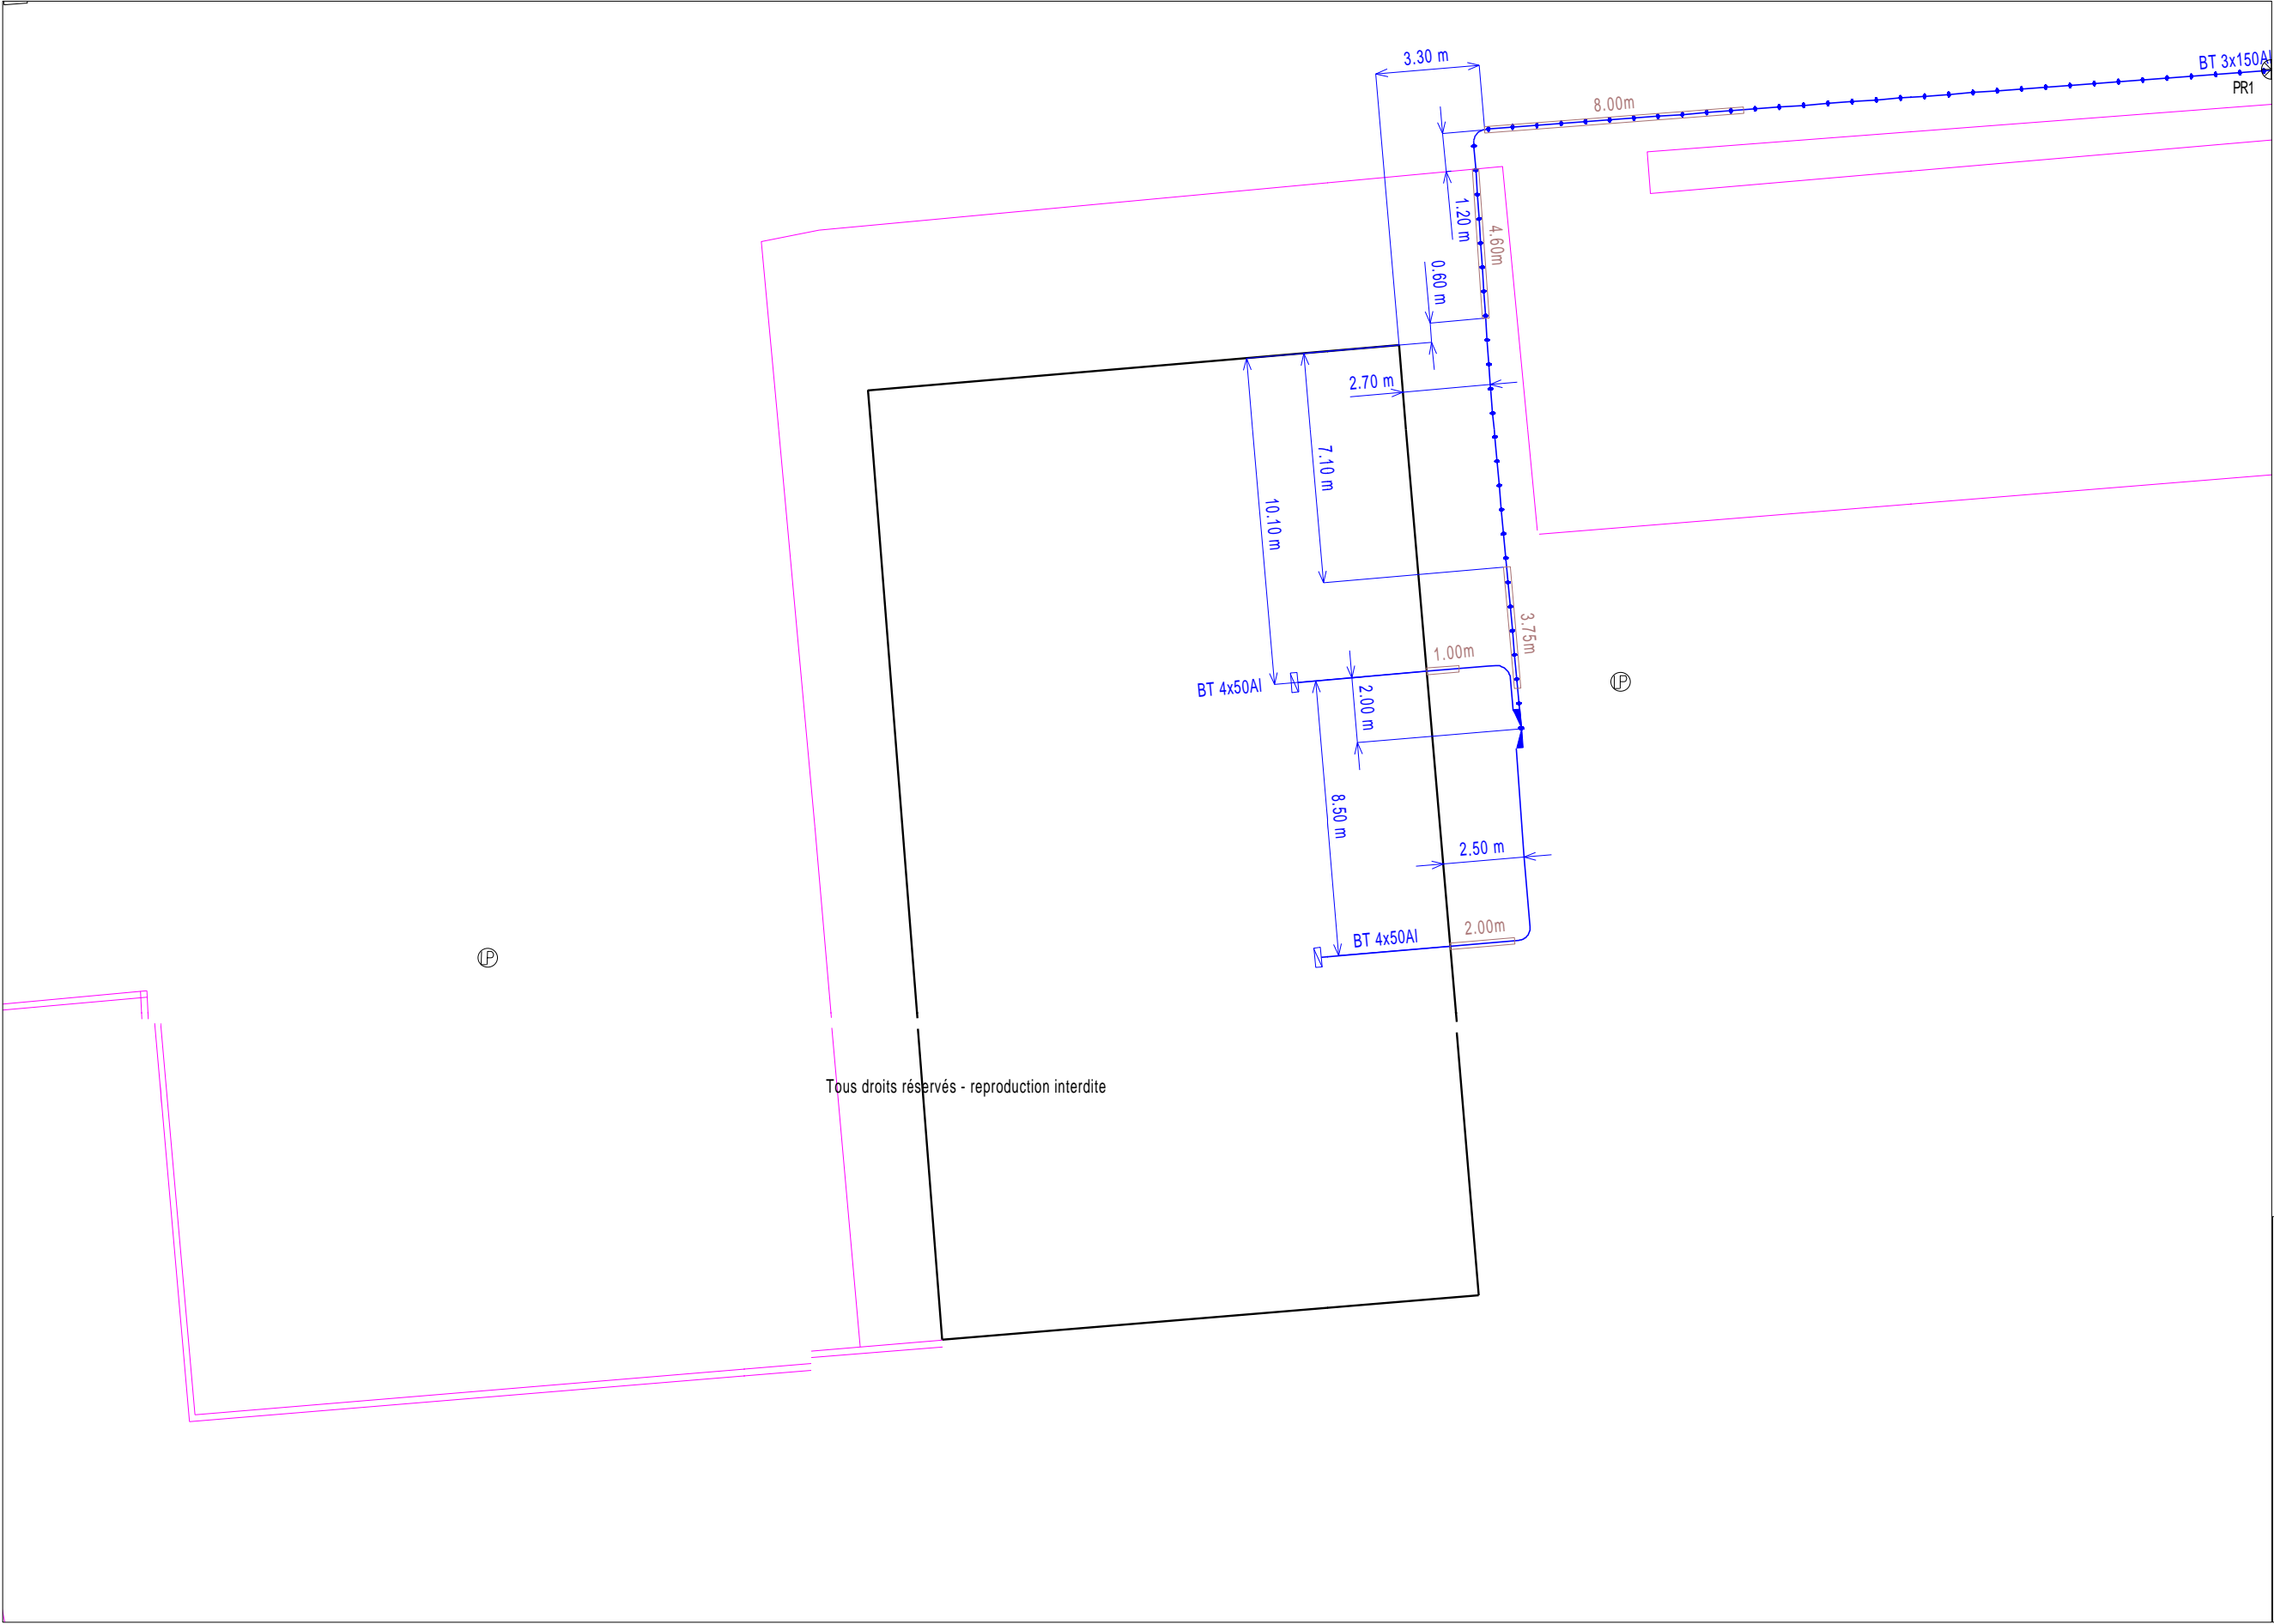 3.30 m
BT 3x150Al
PR1
8.00m
1.20 m
4.60m
0.60 m
2.70 m
7.10 m
10.10 m
3.75m
1.00m
BT 4x50Al
2.00 m
LP
8.50 m
2.50 m
2.00m
BT 4x50Al
LP
Tous droits réservés - reproduction interdite